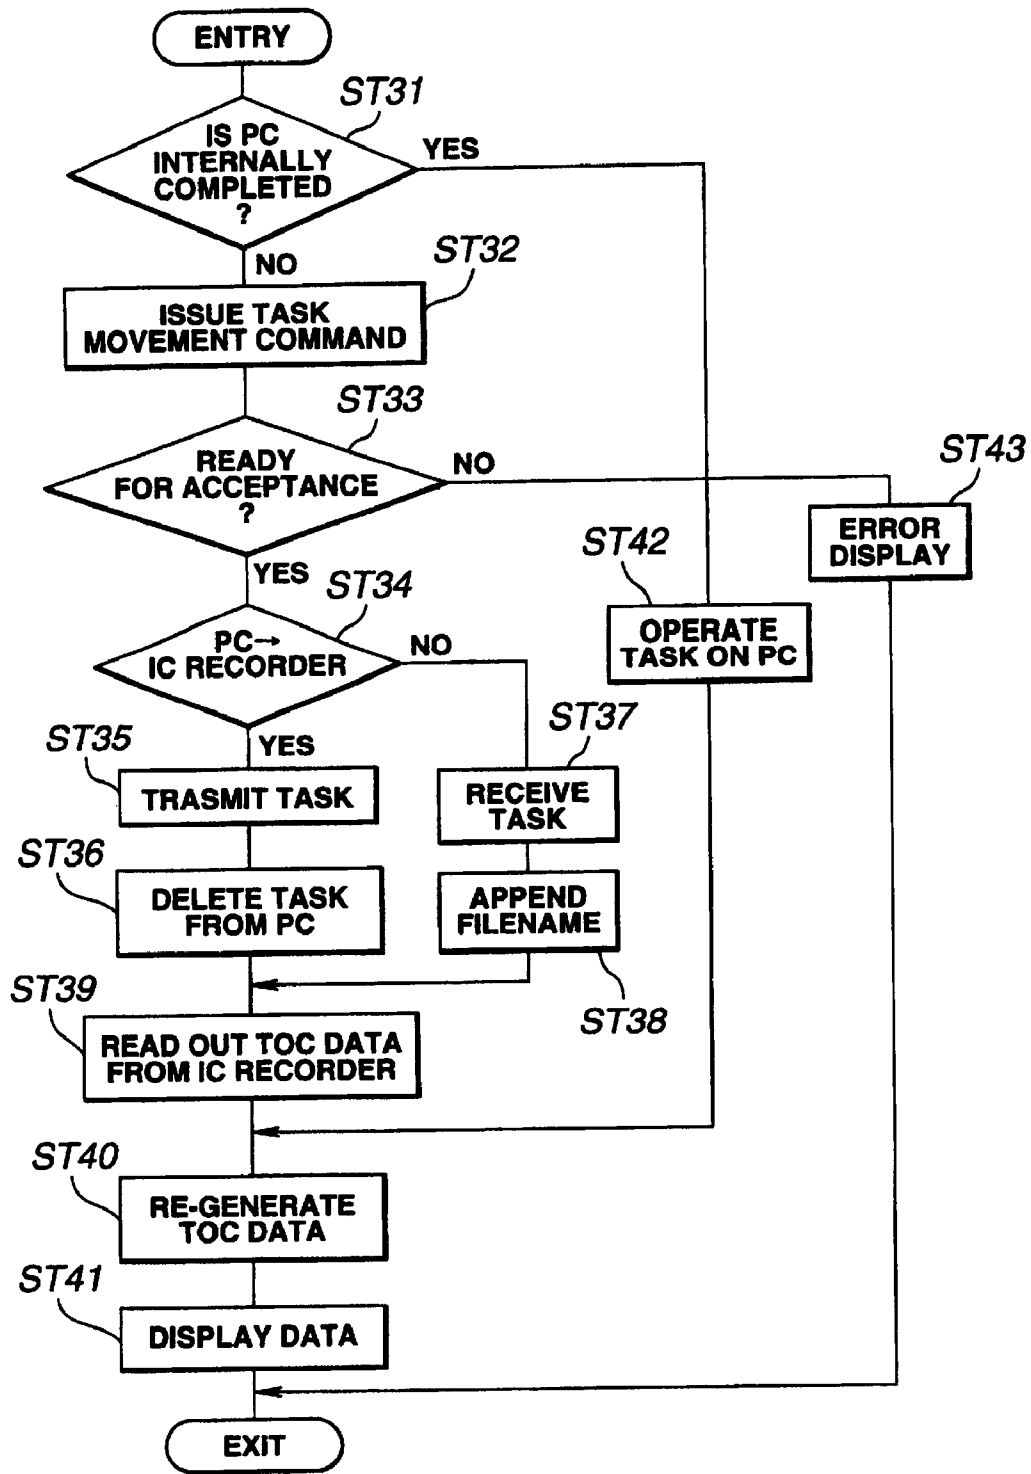 ENTRY
ST31
IS PC
INTERNALLY
COMPLETED
?
YES
NO
ST32
ISSUE TASK
MOVEMENT COMMAND
ST33
READY
FOR ACCEPTANCE
?
NO
YES
ST43
ERROR
DISPLAY
ST42
OPERATE
TASK ON PC
ST34
PC→
IC RECORDER
NO
YES
ST35
TRASMIT TASK
ST37
RECEIVE
TASK
ST36
DELETE TASK
FROM PC
APPEND
FILENAME
ST38
ST39
READ OUT TOC DATA
FROM IC RECORDER
ST40
RE-GENERATE
TOC DATA
ST41
DISPLAY DATA
EXIT